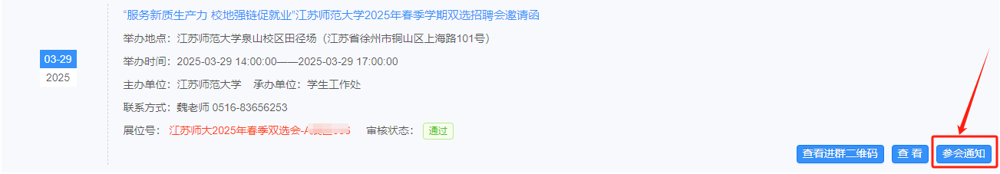 “服务新质生产力 校地强链促就业”江苏师范大学2025年春季学期双选招聘会邀请函
举办地点：江苏师范大学泉山校区田径场（江苏省徐州市铜山区上海路101号）
03-29
2025
举办时间：2025-03-29 14:00:00——2025-03-29 17:00:00
主办单位：江苏师范大学 承办单位：学生工作处
联系方式：魏老师 0516-83656253
展位号： 江苏师大2025年春季双选会- 审核状态： 通过
查看进群二维码 查 看 参会通知